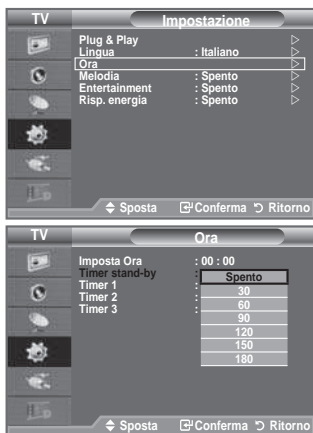 TV
Impostazione
Plug & Play
Lingua : Italiano
Ora
Melodia : Spento
Entertainment : Spento
Risp. energia : Spento
Sposta Conferma Ritorno
TV
Ora
Imposta Ora : 00 : 00
Timer stand-by : Spento
Timer 1 : 30
Timer 2 : 60
Timer 3 : 90
120
150
180
Sposta Conferma Ritorno